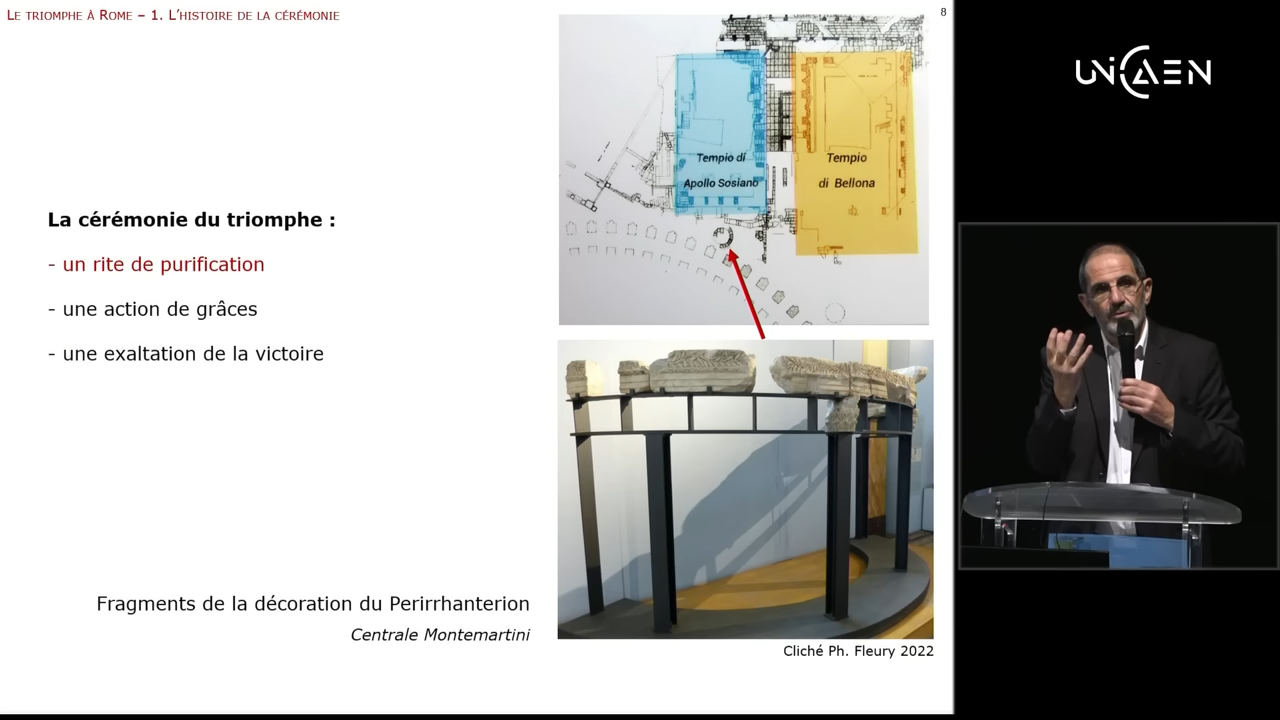 LE TRIOMPHE À ROME – 1. L'HISTOIRE DE LA CÉRÉMONIE
8
La cérémonie du triomphe :
- un rite de purification
- une action de grâces
- une exaltation de la victoire
Tempio di
Apollo Sosiano
Tempio
di Bellona
Fragments de la décoration du Perirrhanterion
Centrale Montemartini
Cliché Ph. Fleury 2022
UNICAEN